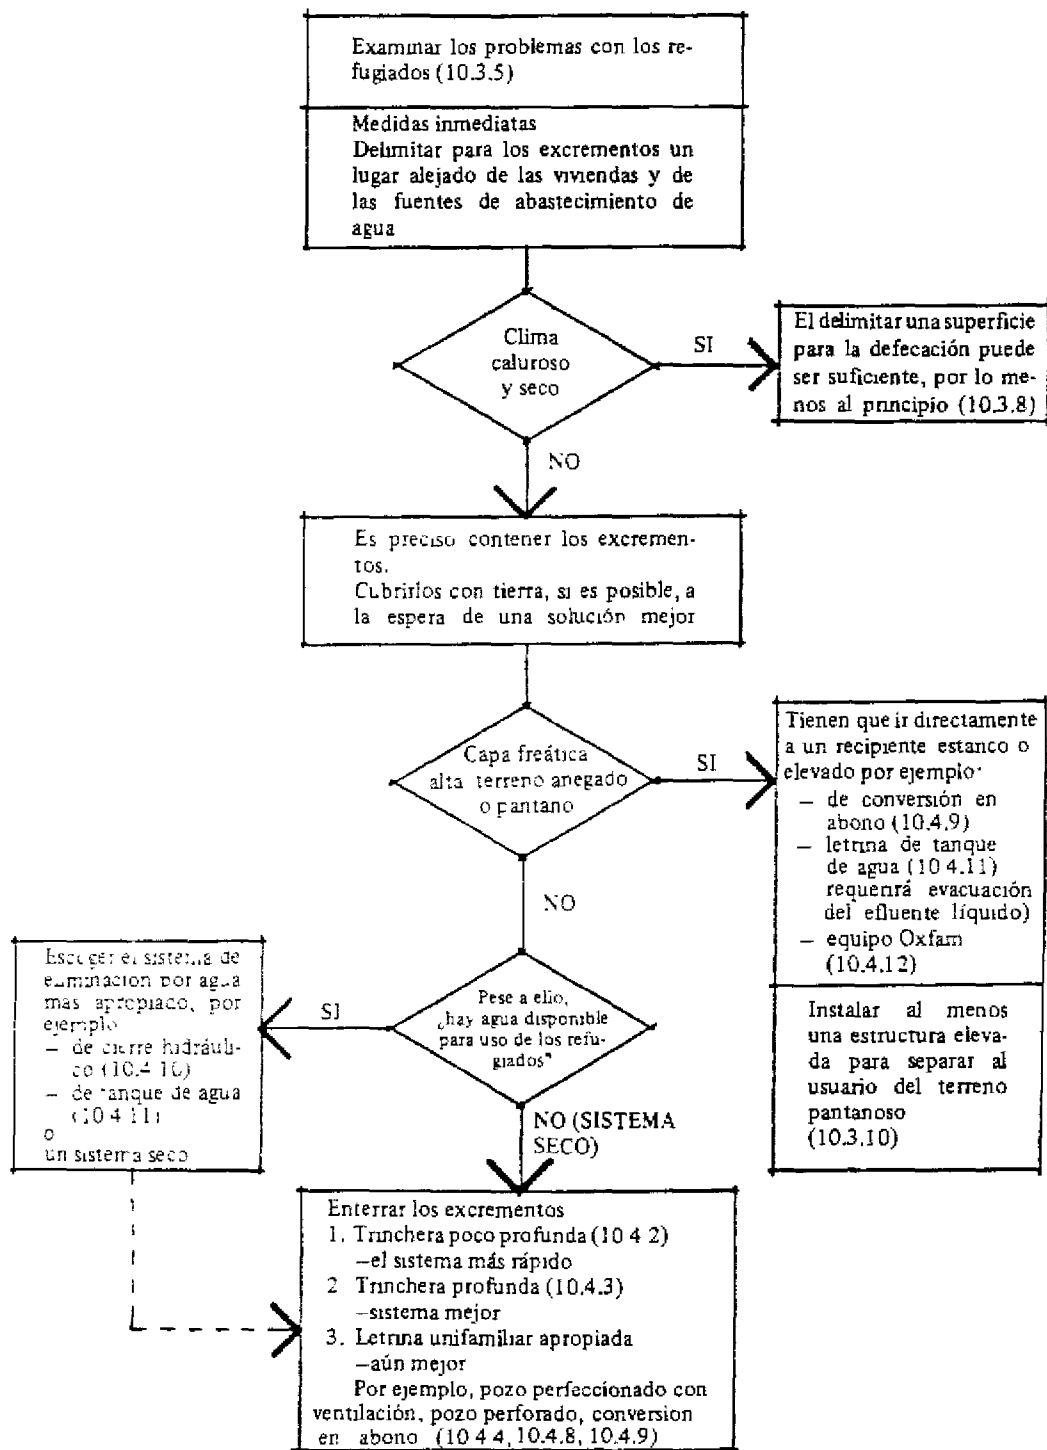 Examinar los problemas con los re-
fugiados (10.3.5)
Medidas inmediatas
Delimitar para los excrementos un
lugar alejado de las viviendas y de
las fuentes de abastecimiento de
agua
Clima
caluroso
y seco
SI
El delimitar una superficie
para la defecación puede
ser suficiente, por lo me-
nos al principio (10.3.8)
NO
Es preciso contener los excremen-
tos.
Cubrirlos con tierra, si es posible, a
la espera de una solución mejor
Capa freática
alta terreno anegado
o pantano
SI
Tienen que ir directamente
a un recipiente estanco o
elevado por ejemplo:
— de conversión en
abono (10.4.9)
— letrina de tanque
de agua (10 4.11)
requerirá evacuación
del efluente líquido)
— equipo Oxfam
(10.4.12)
Instalar al menos
una estructura eleva-
da para separar al
usuario del terreno
pantanoso
(10.3.10)
NO
Pese a ello,
¿hay agua disponible
para uso de los refu-
giados?
SI
Escoger el sistema de
eliminación por agua
más apropiado, por
ejemplo
— de cierre hidráuli-
co (10.4 10)
— de tanque de agua
(10 4 11)
o
un sistema seco
NO (SISTEMA
SECO)
Enterrar los excrementos
1. Trinchera poco profunda (10 4 2)
—el sistema más rápido
2 Trinchera profunda (10.4.3)
—sistema mejor
3. Letrina unifamiliar apropiada
—aún mejor
Por ejemplo, pozo perfeccionado con
ventilación, pozo perforado, conversion
en abono (10 4 4, 10.4.8, 10.4.9)